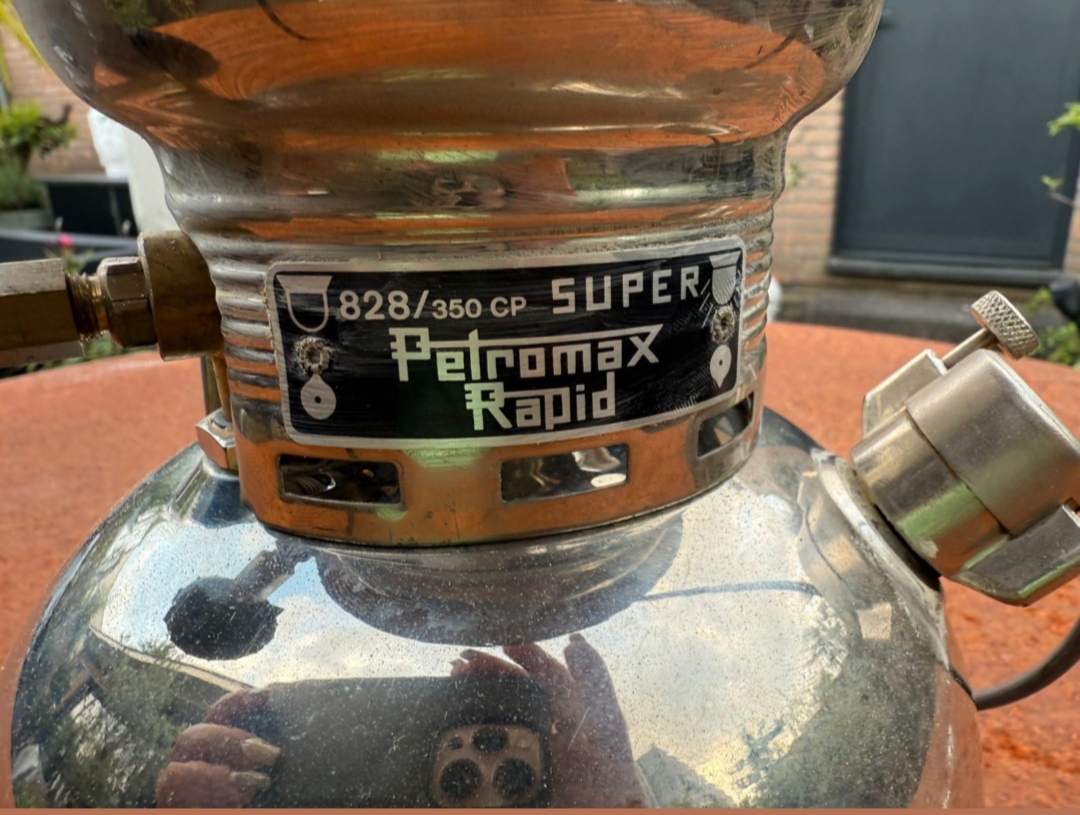 828/350 CP SUPER
Petromax
Rapid